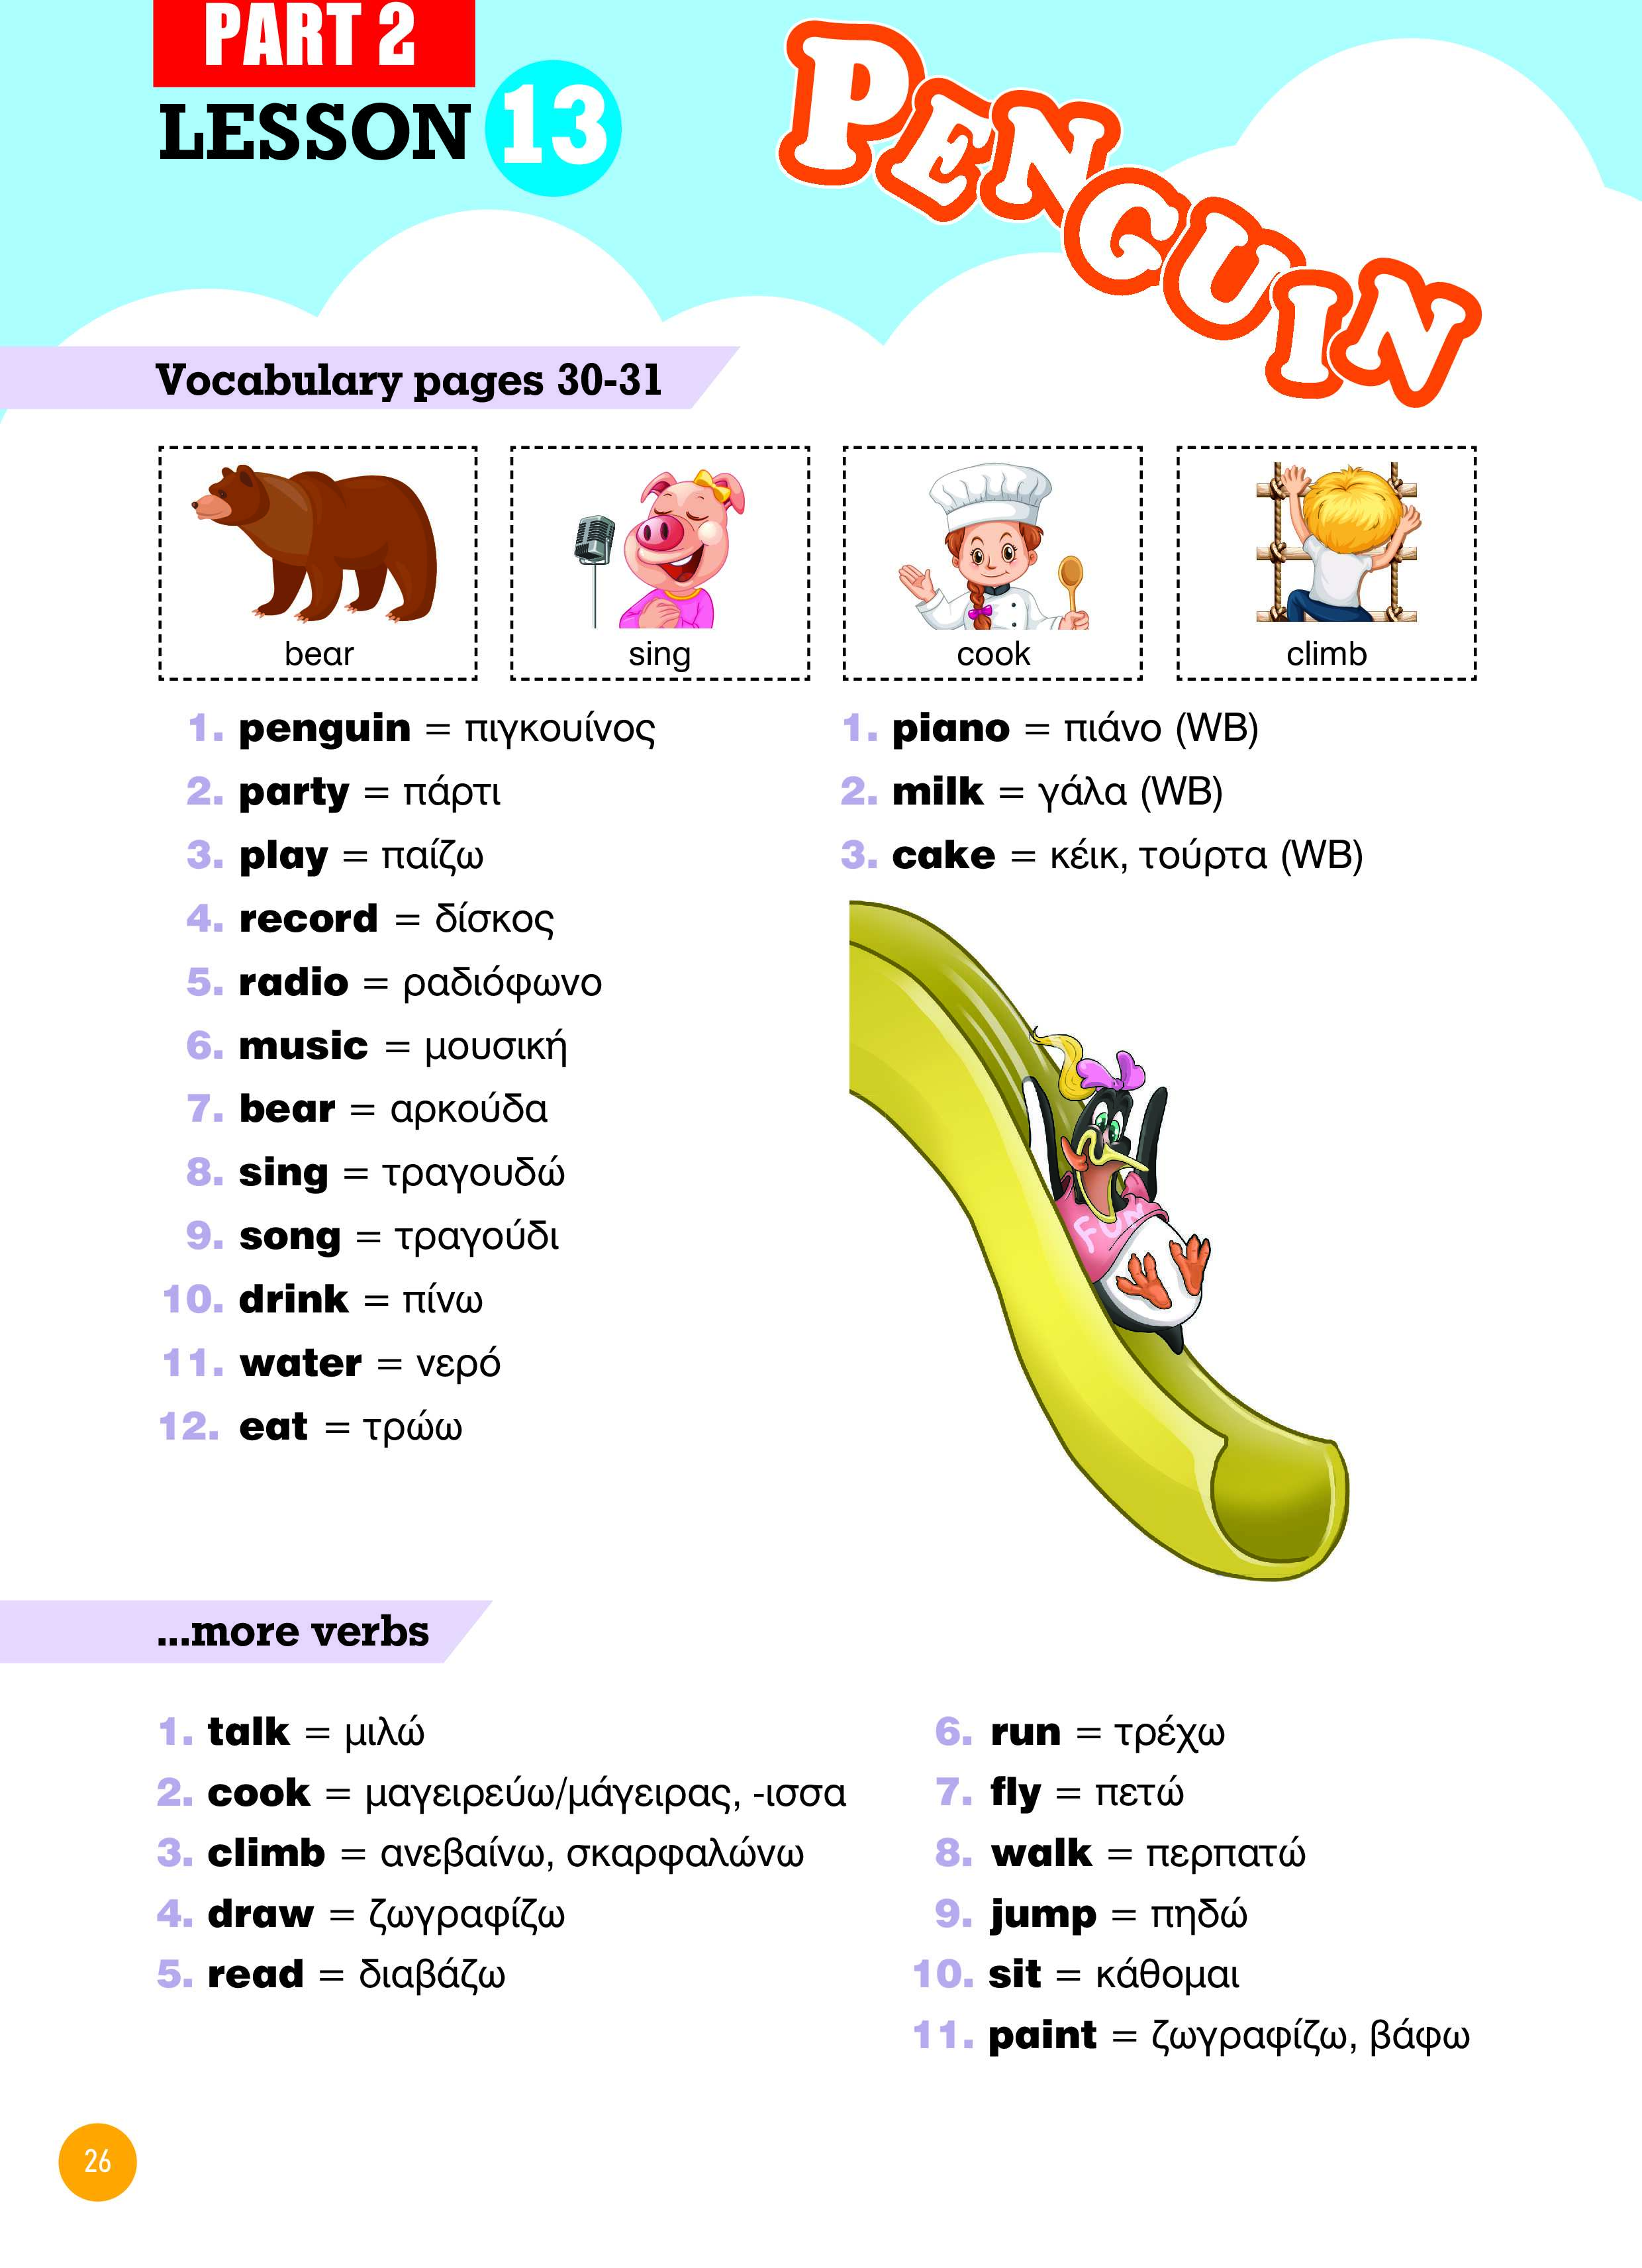 PART 2
LESSON 13
PENGUIN
Vocabulary pages 30-31
bear
sing
cook
climb
1. penguin = πιγκουίνος
2. party = πάρτι
3. play = παίζω
4. record = δίσκος
5. radio = ραδιόφωνο
6. music = μουσική
7. bear = αρκούδα
8. sing = τραγουδώ
9. song = τραγούδι
10. drink = πίνω
11. water = νερό
12. eat = τρώω
1. piano = πιάνο (WB)
2. milk = γάλα (WB)
3. cake = κέικ, τούρτα (WB)
FUN
...more verbs
1. talk = μιλώ
2. cook = μαγειρεύω/μάγειρας, -ισσα
3. climb = ανεβαίνω, σκαρφαλώνω
4. draw = ζωγραφίζω
5. read = διαβάζω
6. run = τρέχω
7. fly = πετώ
8. walk = περπατώ
9. jump = πηδώ
10. sit = κάθομαι
11. paint = ζωγραφίζω, βάφω
26